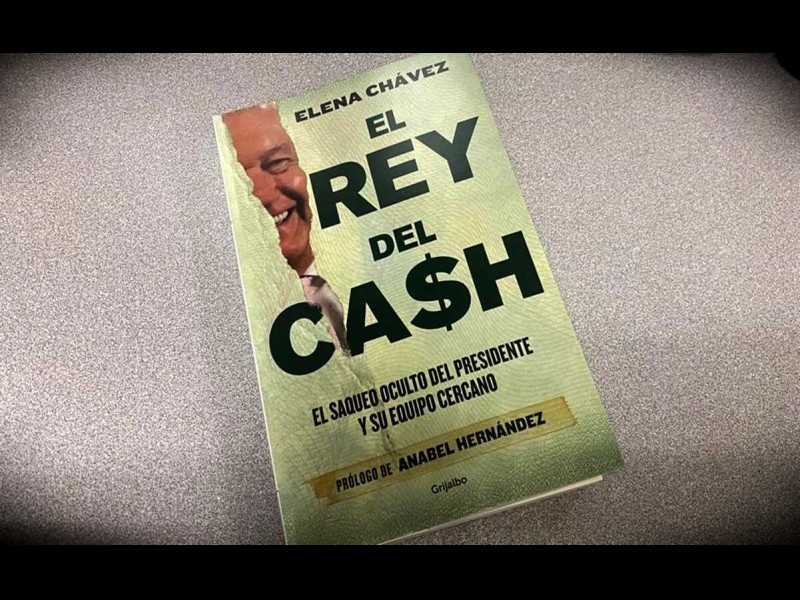 ELENA CHÁVEZ
EL
REY
DEL
CA$H
EL SAQUEO OCULTO DEL PRESIDENTE
Y SU EQUIPO CERCANO
PRÓLOGO DE ANABEL HERNÁNDEZ
Grijalbo